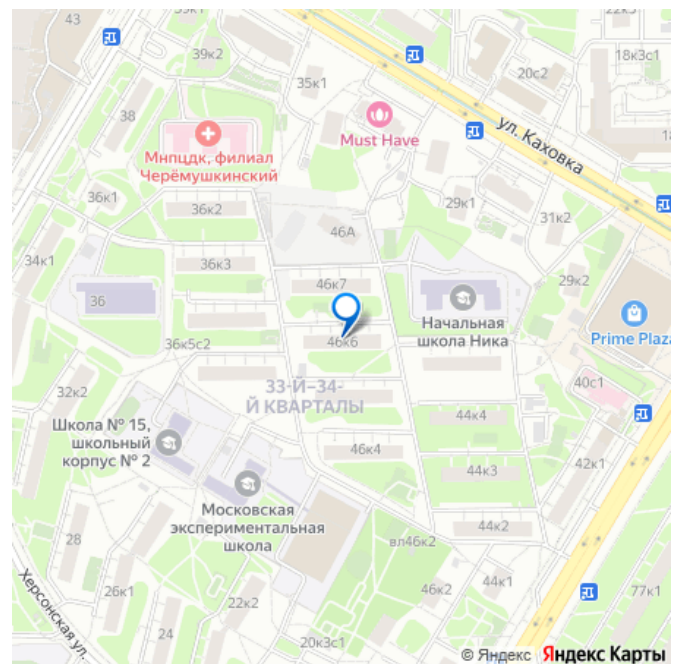 43
22к3
18к3с1
39к2
20с2
35к1
38
Must Have
ул. Каховка
Мнпцдк, филиал
Черёмушкинский
36к1
36к2
29к1
31к2
46А
34к1
36к3
46к7
29к2
36
Начальная
школа Ника
Prime Plaza
46к6
36к5с2
33-Й–34-
Й КВАРТАЛЫ
40с1
32к2
44к4
Школа № 15,
школьный
корпус № 2
46к4
44к3
42к1
Московская
экспериментальная
школа
44к2
28
вл46к2
26к1
46к2
44к1
77к1
22к2
Херсонская ул.
24
20к3с1
© Яндекс Яндекс Карты